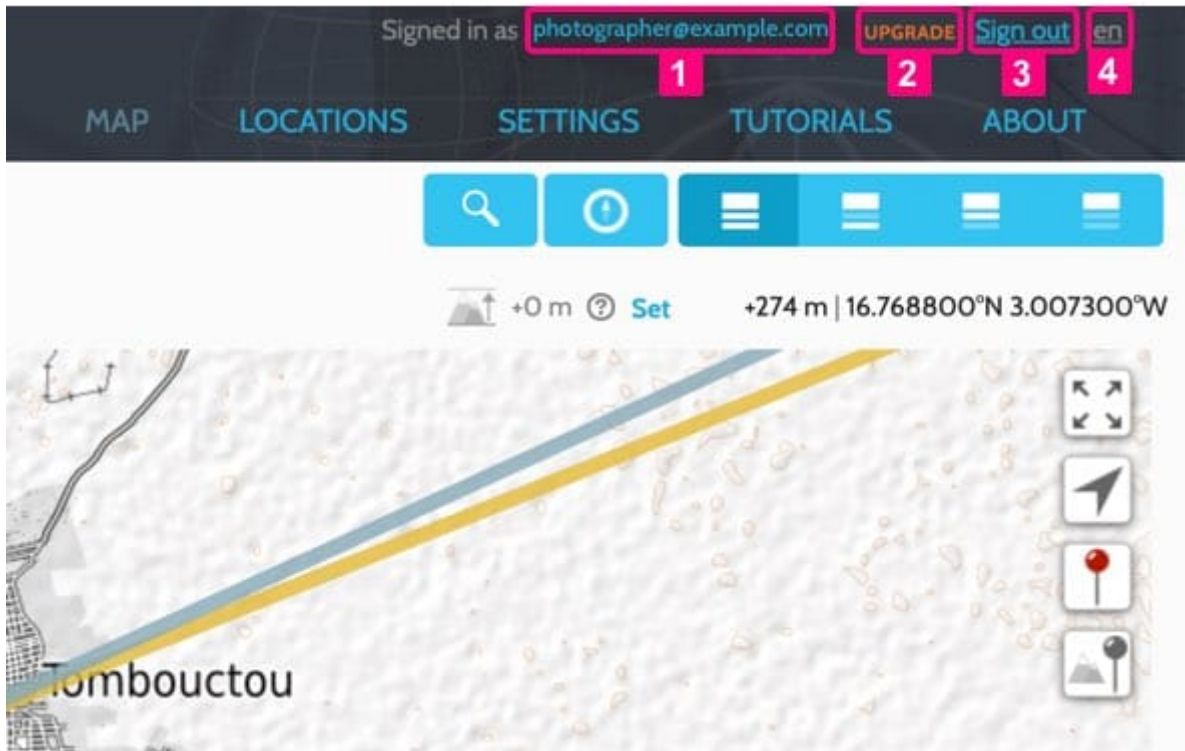 Signed in as photographer@example.com UPGRADE Sign out en
1 2 3 4
MAP LOCATIONS SETTINGS TUTORIALS ABOUT
+0 m ? Set +274 m | 16.768800°N 3.007300°W
Tombouctou